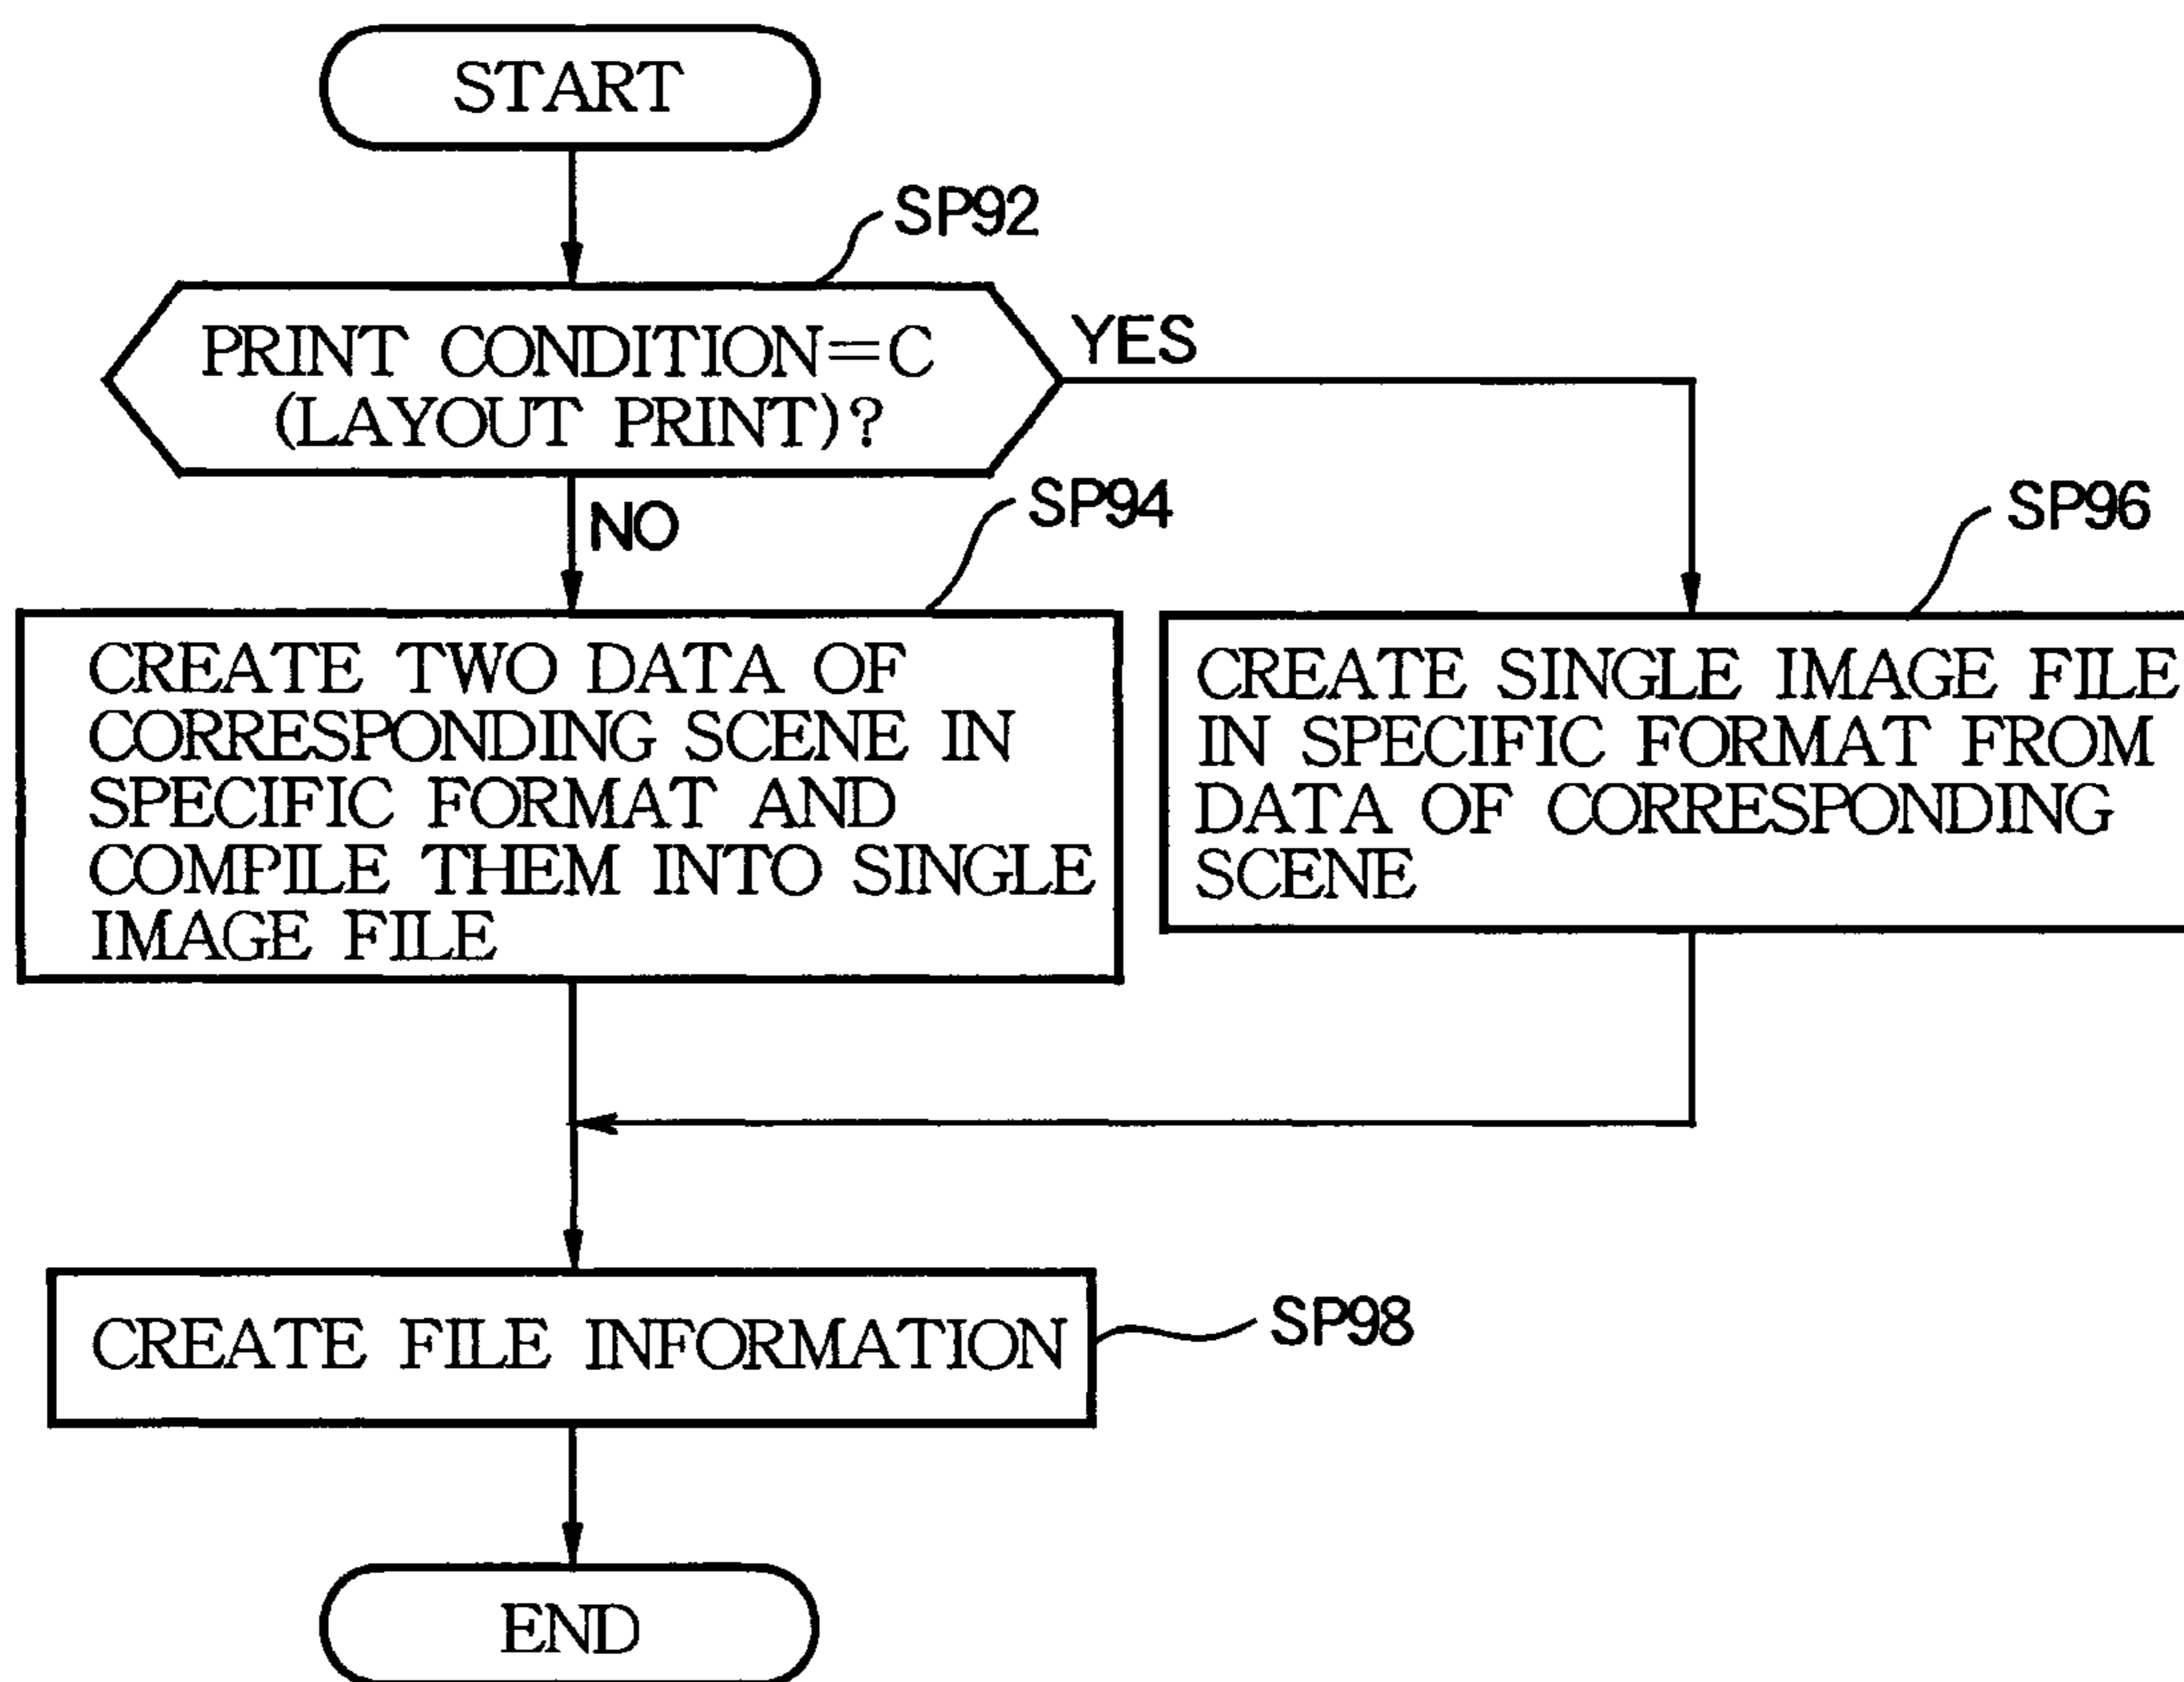 START
SP92
PRINT CONDITION=C
(LAYOUT PRINT)?
YES
NO
SP94
CREATE TWO DATA OF
CORRESPONDING SCENE IN
SPECIFIC FORMAT AND
COMPILE THEM INTO SINGLE
IMAGE FILE
SP96
CREATE SINGLE IMAGE FILE
IN SPECIFIC FORMAT FROM
DATA OF CORRESPONDING
SCENE
CREATE FILE INFORMATION
SP98
END